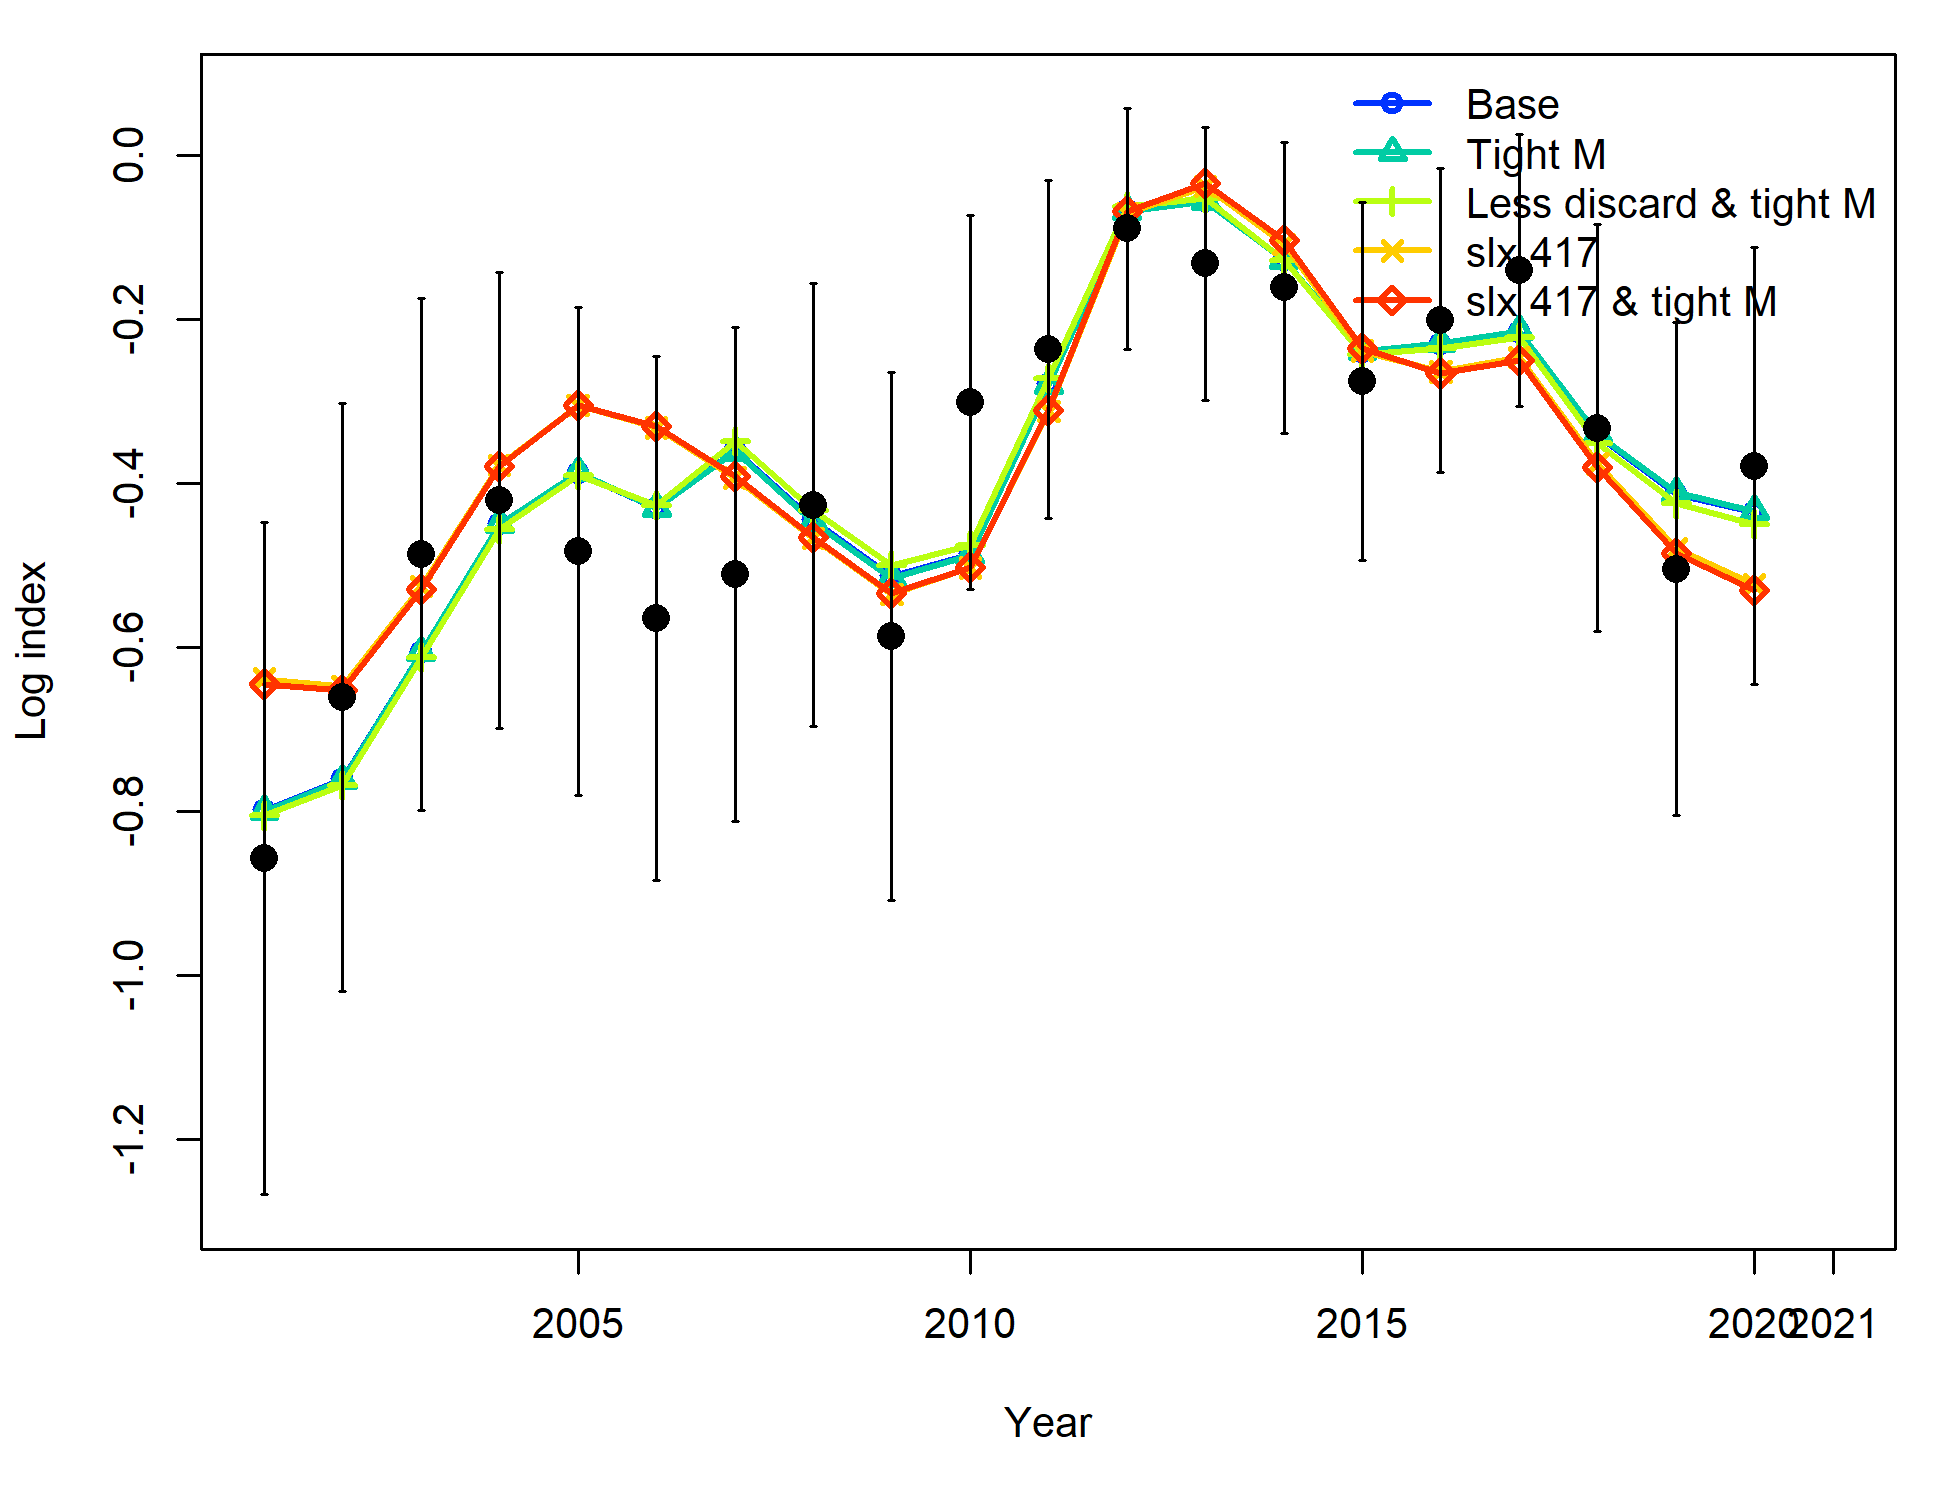 Base
Tight M
Less discard & tight M
slx 417
slx 417 & tight M
0.0
-0.2
-0.4
-0.6
-0.8
-1.0
-1.2
Log index
2005 2010 2015 2020 2021
Year